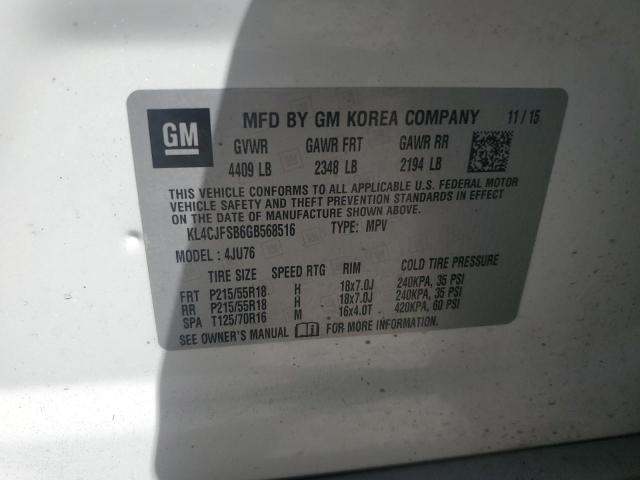 GM
MFD BY GM KOREA COMPANY 11/15
GVWR GAWR FRT GAWR RR
4409 LB 2348 LB 2194 LB
THIS VEHICLE CONFORMS TO ALL APPLICABLE U.S. FEDERAL MOTOR
VEHICLE SAFETY AND THEFT PREVENTION STANDARDS IN EFFECT
ON THE DATE OF MANUFACTURE SHOWN ABOVE.
KL4CJFSB6GB568516 TYPE: MPV
MODEL: 4JU76
TIRE SIZE SPEED RTG RIM COLD TIRE PRESSURE
FRT P215/55R18 H 18x7.0J 240KPA, 35 PSI
RR P215/55R18 H 18x7.0J 240KPA, 35 PSI
SPA T125/70R16 M 16x4.0T 420KPA, 60 PSI
SEE OWNER'S MANUAL FOR MORE INFORMATION.